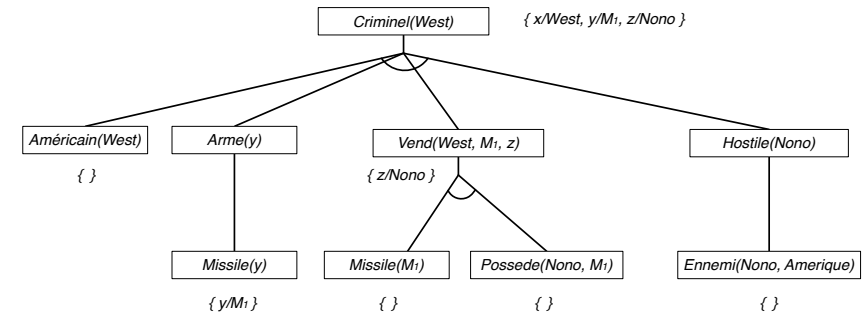 Criminel(West) { x/West, y/M₁, z/Nono }
Américain(West) Arme(y) Vend(West, M₁, z) Hostile(Nono)
{ } { z/Nono }
Missile(y) Missile(M₁) Possede(Nono, M₁) Ennemi(Nono, Amerique)
{ y/M₁ } { } { } { }